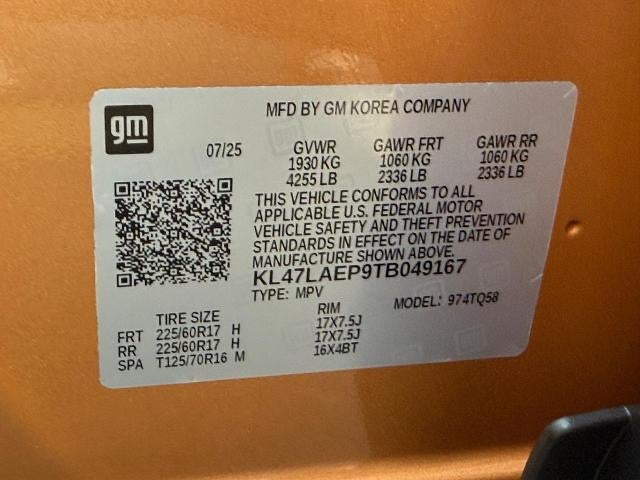 gm
MFD BY GM KOREA COMPANY
07/25 GVWR GAWR FRT GAWR RR
1930 KG 1060 KG 1060 KG
4255 LB 2336 LB 2336 LB
THIS VEHICLE CONFORMS TO ALL
APPLICABLE U.S. FEDERAL MOTOR
VEHICLE SAFETY AND THEFT PREVENTION
STANDARDS IN EFFECT ON THE DATE OF
MANUFACTURE SHOWN ABOVE.
KL47LAEP9TB049167
TYPE: MPV MODEL: 974TQ58
TIRE SIZE RIM
FRT 225/60R17 H 17X7.5J
RR 225/60R17 H 17X7.5J
SPA T125/70R16 M 16X4BT